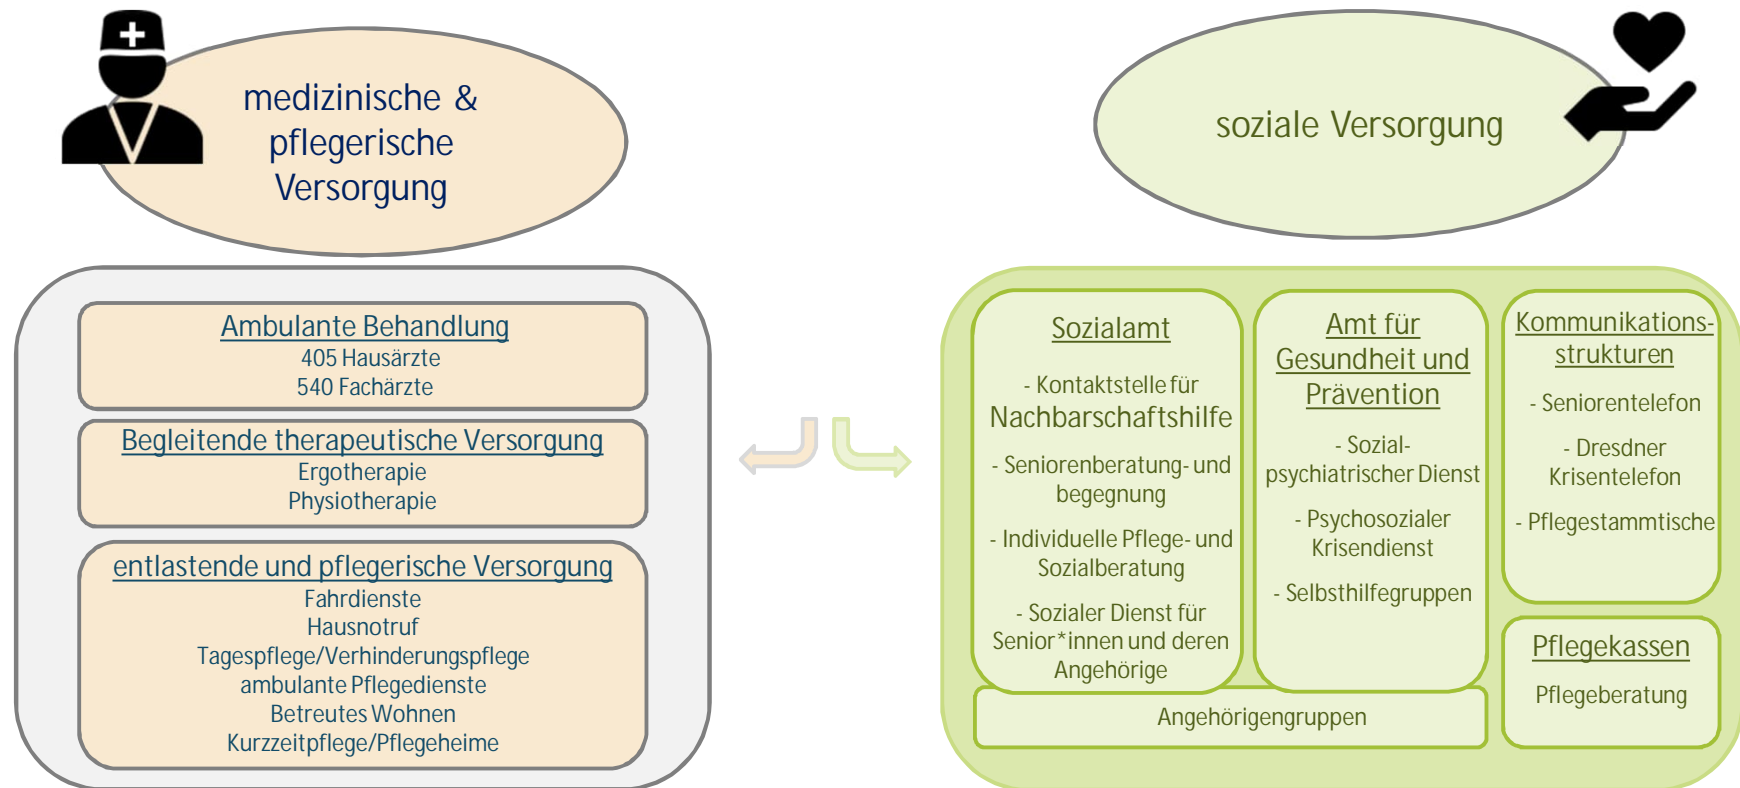 medizinische &
pflegerische
Versorgung
soziale Versorgung
Ambulante Behandlung
405 Hausärzte
540 Fachärzte
Begleitende therapeutische Versorgung
Ergotherapie
Physiotherapie
entlastende und pflegerische Versorgung
Fahrdienste
Hausnotruf
Tagespflege/Verhinderungspflege
ambulante Pflegedienste
Betreutes Wohnen
Kurzzeitpflege/Pflegeheime
Sozialamt
- Kontaktstelle für
Nachbarschaftshilfe
- Seniorenberatung- und
begegnung
- Individuelle Pflege- und
Sozialberatung
- Sozialer Dienst für
Senior*innen und deren
Angehörige
Amt für
Gesundheit und
Prävention
- Sozial-
psychiatrischer Dienst
- Psychosozialer
Krisendienst
- Selbsthilfegruppen
Angehörigengruppen
Kommunikations-
strukturen
- Seniorentelefon
- Dresdner
Krisentelefon
- Pflegestammtische
Pflegekassen
Pflegeberatung